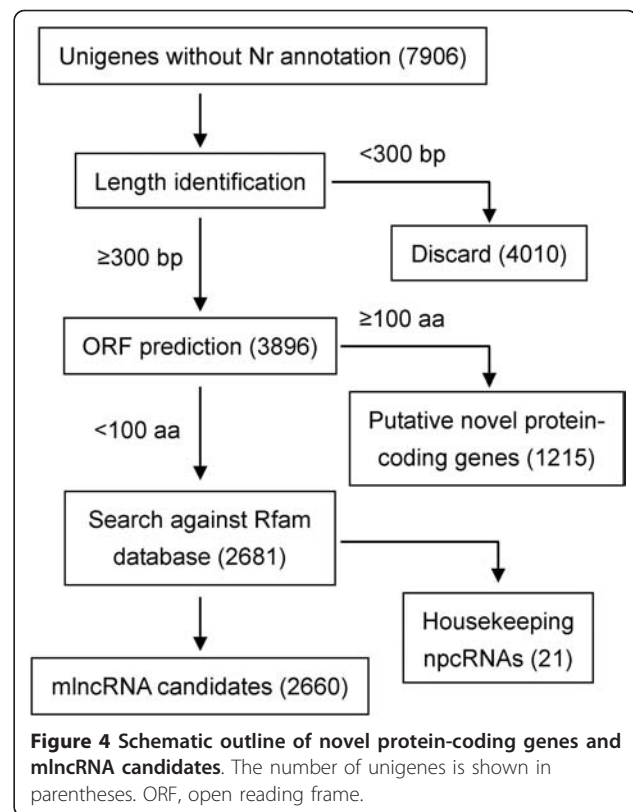 Unigenes without Nr annotation (7906)
<300 bp
Length identification
Discard (4010)
≥300 bp
≥100 aa
ORF prediction (3896)
Putative novel protein-
coding genes (1215)
<100 aa
Search against Rfam
database (2681)
Housekeeping
npcRNAs (21)
mlncRNA candidates (2660)
Figure 4 Schematic outline of novel protein-coding genes and
mlncRNA candidates. The number of unigenes is shown in
parentheses. ORF, open reading frame.